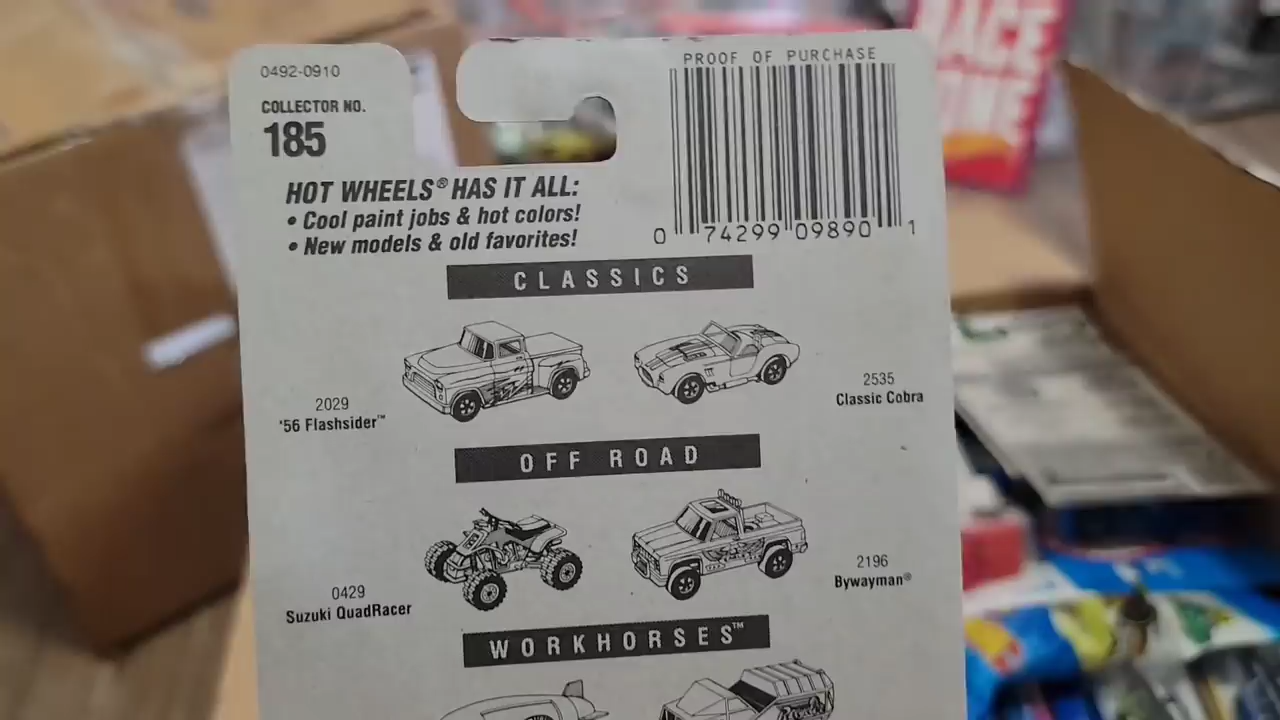 0492-0910
COLLECTOR NO.
185
PROOF OF PURCHASE
0 74299 09890 1
HOT WHEELS® HAS IT ALL:
• Cool paint jobs & hot colors!
• New models & old favorites!
CLASSICS
2029
'56 Flashsider™
2535
Classic Cobra
OFF ROAD
0429
Suzuki QuadRacer
2196
Bywayman®
WORKHORSES™